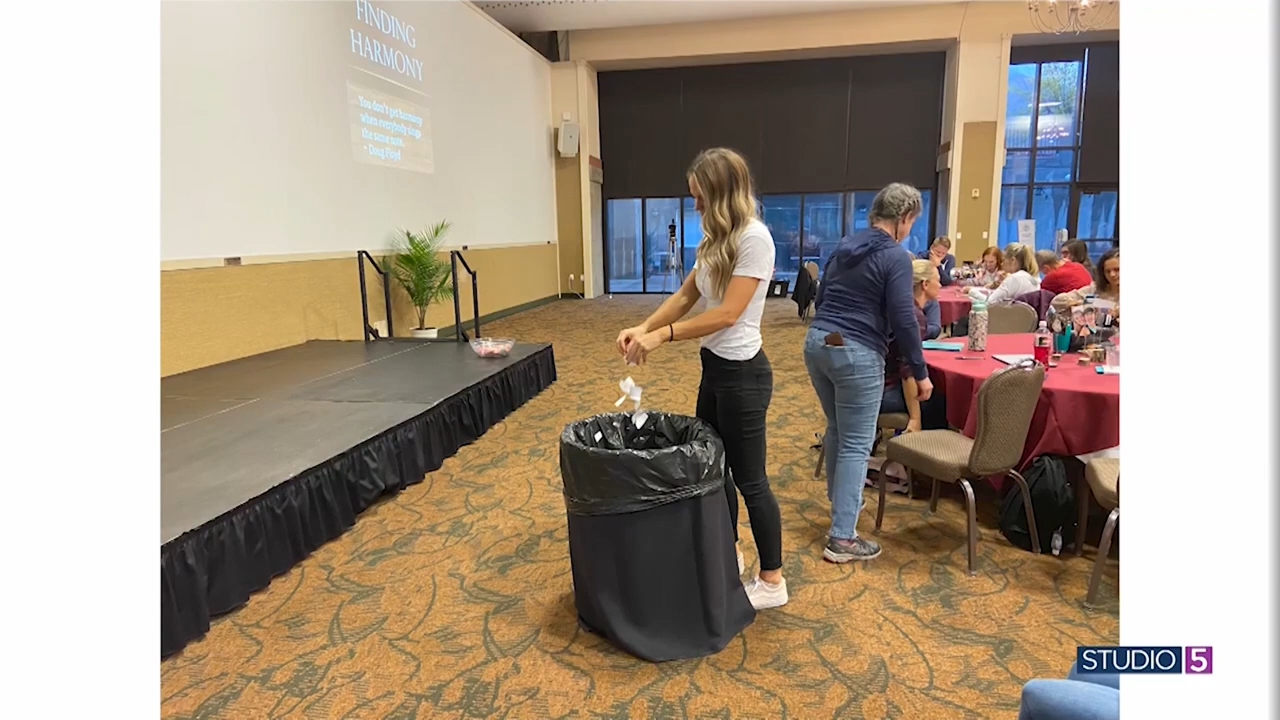 FINDING
HARMONY
"You don't get harmony
when everybody sings
the same note."
- Doug Floyd
STUDIO 5